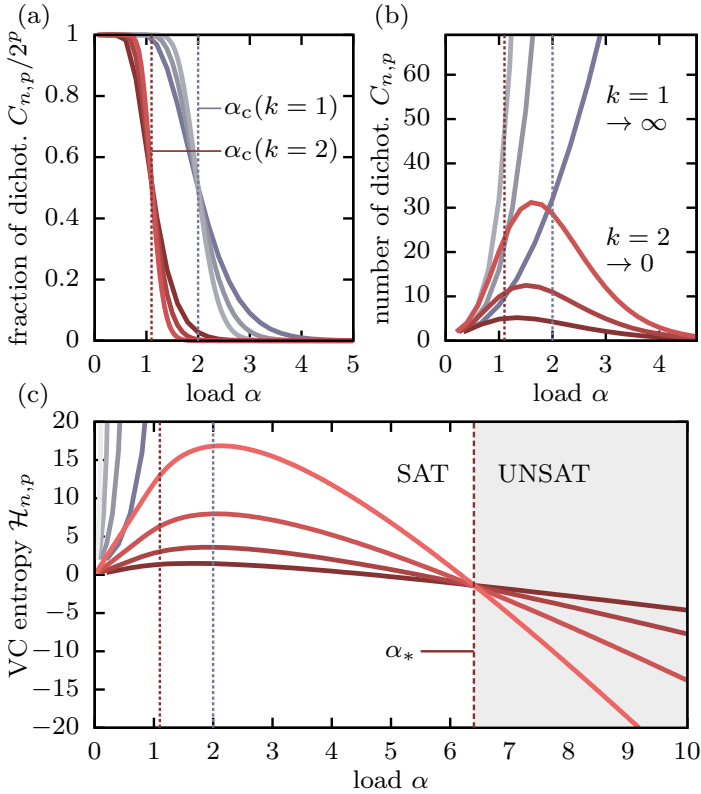 (a)
fraction of dichot. C_{n,p}/2^p
1
0.8
0.6
0.4
0.2
0
α_c(k = 1)
α_c(k = 2)
0 1 2 3 4 5
load α
(b)
number of dichot. C_{n,p}
60
50
40
30
20
10
0
k = 1
→ ∞
k = 2
→ 0
0 1 2 3 4
load α
(c)
VC entropy ℋ_{n,p}
20
15
10
5
0
−5
−10
−15
−20
SAT UNSAT
α_*
0 1 2 3 4 5 6 7 8 9 10
load α